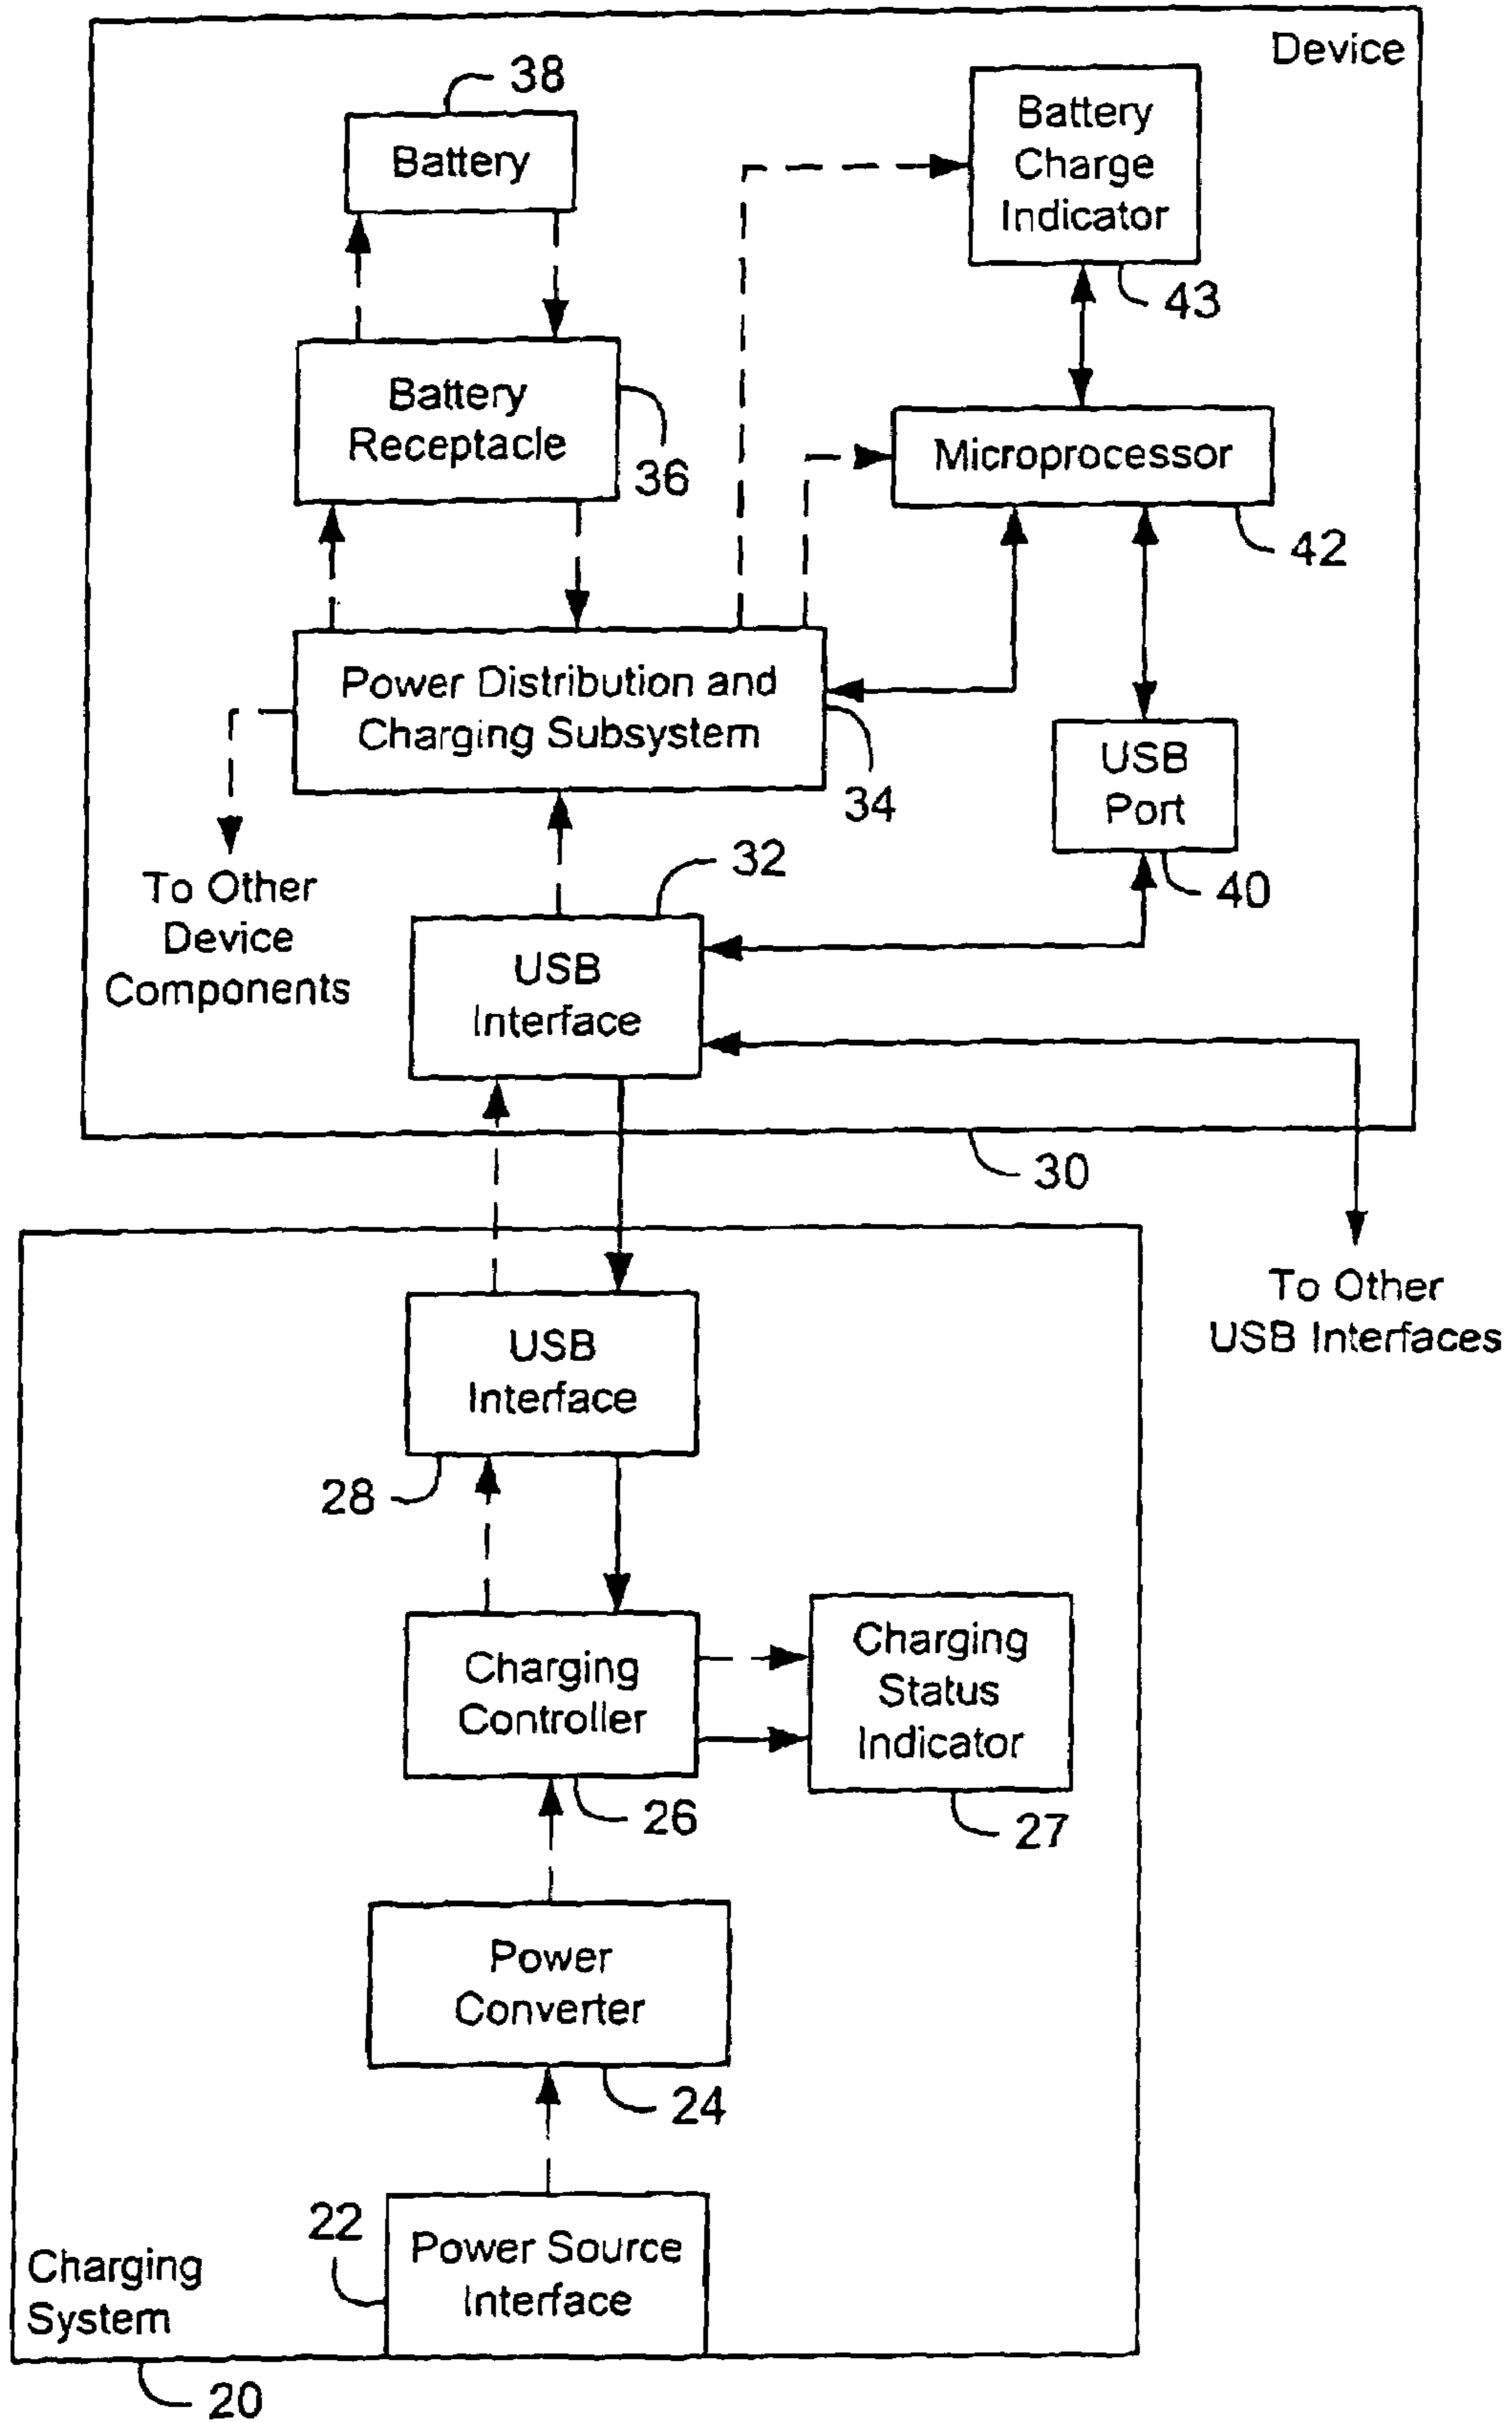 Device
38
Battery
Battery
Charge
Indicator
43
Battery
Receptacle
36
Microprocessor
42
Power Distribution and
Charging Subsystem
34
USB
Port
40
To Other
Device
Components
32
USB
Interface
30
To Other
USB Interfaces
USB
Interface
28
Charging
Controller
26
Charging
Status
Indicator
27
Power
Converter
24
22
Power Source
Interface
Charging
System
20